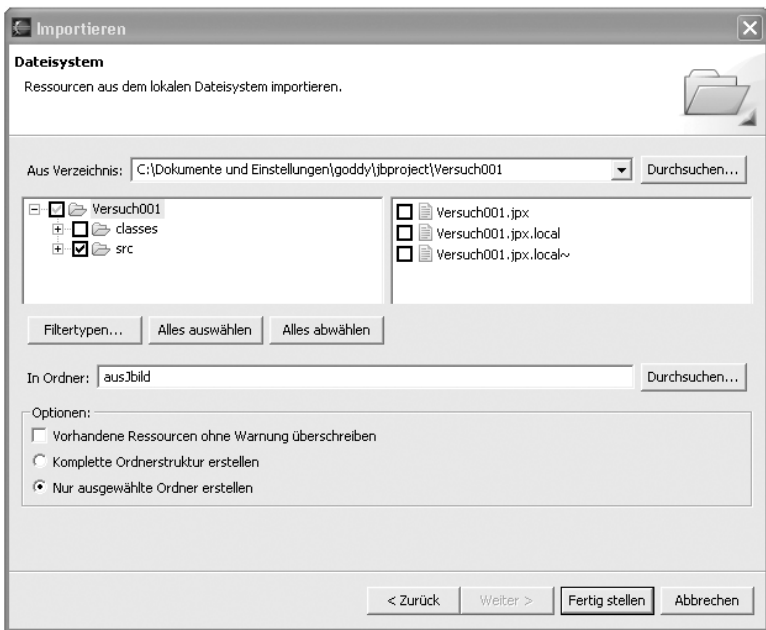 Importieren
Dateisystem
Ressourcen aus dem lokalen Dateisystem importieren.
Aus Verzeichnis: C:\Dokumente und Einstellungen\goddy\jbproject\Versuch001 Durchsuchen...
Versuch001
classes
src
Versuch001.jpx
Versuch001.jpx.local
Versuch001.jpx.local~
Filtertypen... Alles auswählen Alles abwählen
In Ordner: ausJbild Durchsuchen...
Optionen:
Vorhandene Ressourcen ohne Warnung überschreiben
Komplette Ordnerstruktur erstellen
Nur ausgewählte Ordner erstellen
< Zurück Weiter > Fertig stellen Abbrechen